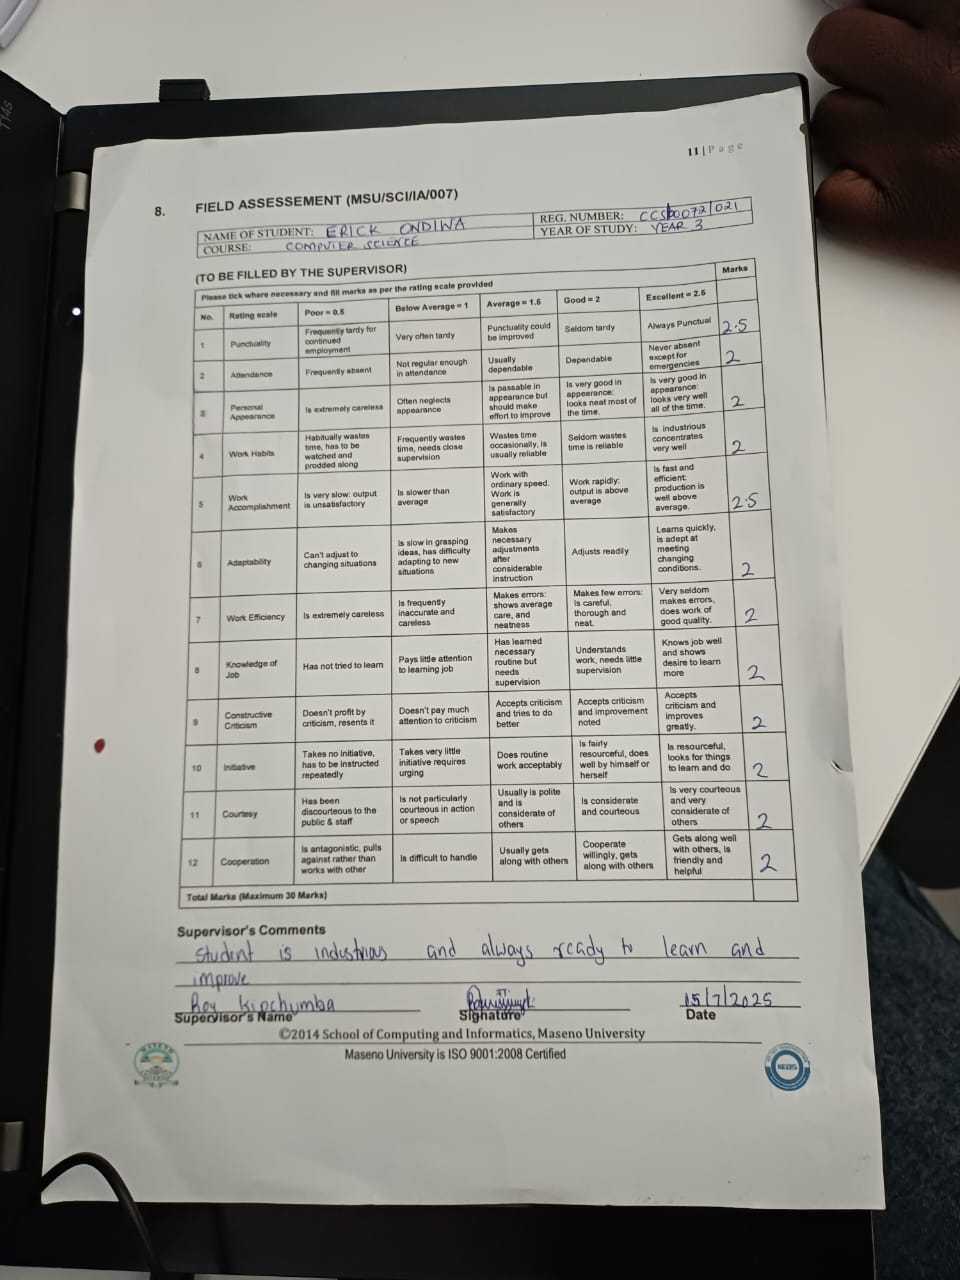 T14s
11 | P a g e
8. FIELD ASSESSEMENT (MSU/SCI/IA/007)
NAME OF STUDENT: ERICK ONDIWA REG. NUMBER: CCS/00072/021
COURSE: COMPUTER SCIENCE YEAR OF STUDY: YEAR 3
(TO BE FILLED BY THE SUPERVISOR)
Please tick where necessary and fill marks as per the rating scale provided Marks
No. Rating scale Poor = 0.5 Below Average = 1 Average = 1.5 Good = 2 Excellent = 2.5
1 Punctuality Frequently tardy for continued employment Very often tardy Punctuality could be improved Seldom tardy Always Punctual 2.5
2 Attendance Frequently absent Not regular enough in attendance Usually dependable Dependable Never absent except for emergencies 2
3 Personal Appearance Is extremely careless Often neglects appearance Is passable in appearance but should make effort to improve Is very good in appearance: looks neat most of the time. Is very good in appearance: looks very well all of the time. 2
4 Work Habits Habitually wastes time, has to be watched and prodded along Frequently wastes time, needs close supervision Wastes time occasionally, is usually reliable Seldom wastes time is reliable Is industrious concentrates very well 2
5 Work Accomplishment Is very slow: output is unsatisfactory Is slower than average Work with ordinary speed. Work is generally satisfactory Work rapidly: output is above average Is fast and efficient: production is well above average. 2.5
6 Adaptability Can't adjust to changing situations Is slow in grasping ideas, has difficulty adapting to new situations Makes necessary adjustments after considerable instruction Adjusts readily Learns quickly, is adept at meeting changing conditions. 2
7 Work Efficiency Is extremely careless Is frequently inaccurate and careless Makes errors: shows average care, and neatness Makes few errors: Is careful, thorough and neat. Very seldom makes errors, does work of good quality. 2
8 Knowledge of Job Has not tried to learn Pays little attention to learning job Has learned necessary routine but needs supervision Understands work, needs little supervision Knows job well and shows desire to learn more 2
9 Constructive Criticism Doesn't profit by criticism, resents it Doesn't pay much attention to criticism Accepts criticism and tries to do better Accepts criticism and improvement noted Accepts criticism and improves greatly. 2
10 Initiative Takes no initiative, has to be instructed repeatedly Takes very little initiative requires urging Does routine work acceptably Is fairly resourceful, does well by himself or herself Is resourceful, looks for things to learn and do 2
11 Courtesy Has been discourteous to the public & staff Is not particularly courteous in action or speech Usually is polite and is considerate of others Is considerate and courteous Is very courteous and very considerate of others 2
12 Cooperation Is antagonistic, pulls against rather than works with other Is difficult to handle Usually gets along with others Cooperate willingly, gets along with others Gets along well with others, is friendly and helpful 2
Total Marks (Maximum 30 Marks)
Supervisor's Comments
Student is industrious and always ready to learn and
improve
Roy Kipchumba 15/7/2025
Supervisor's Name Signature Date
©2014 School of Computing and Informatics, Maseno University
Maseno University is ISO 9001:2008 Certified